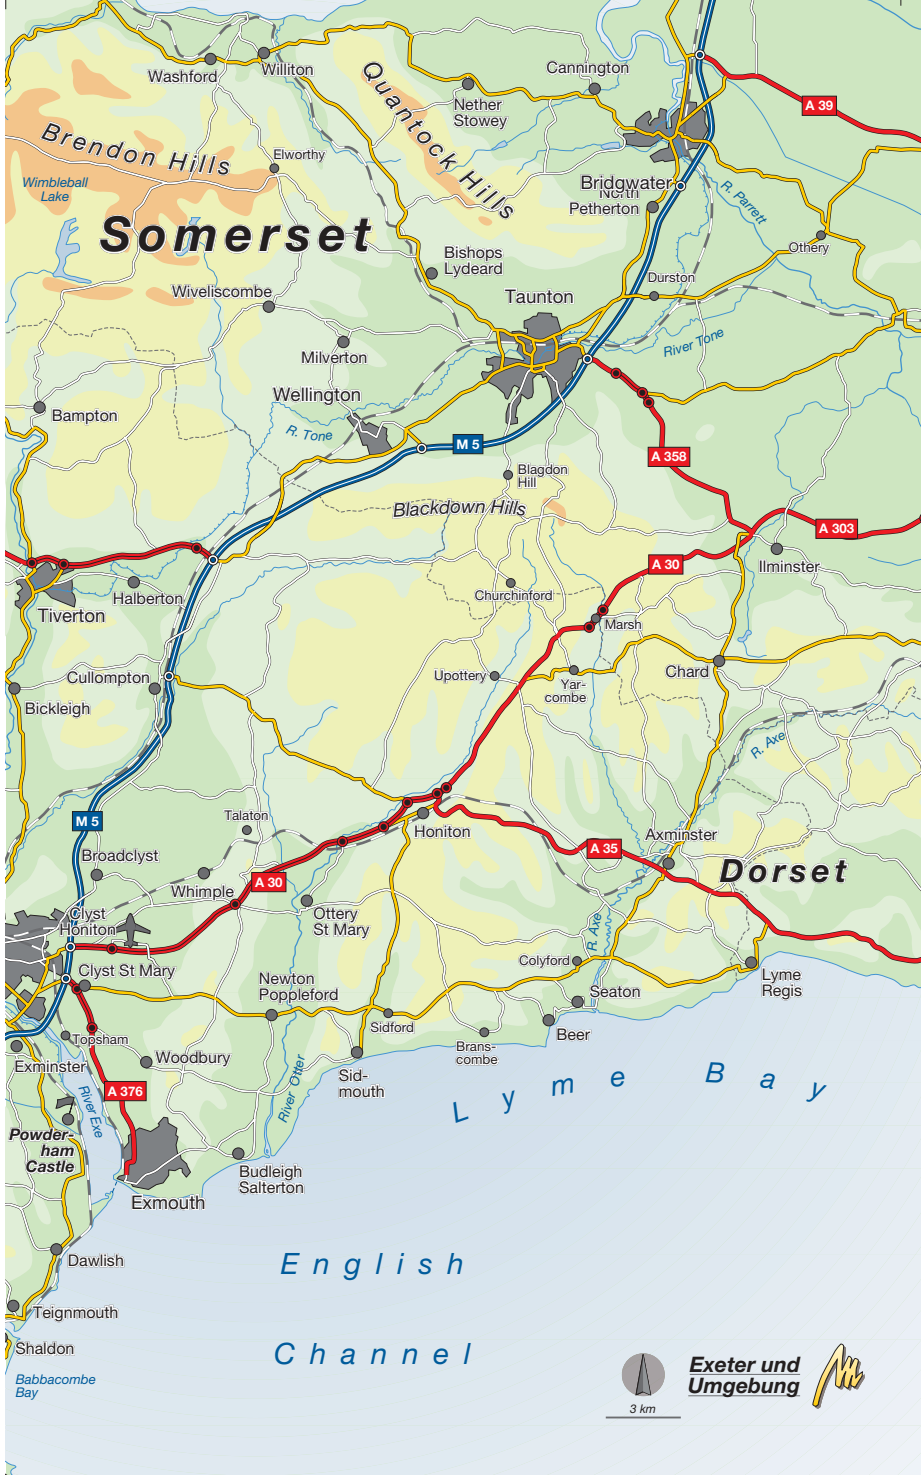 Washford
Williton
Cannington
Nether
Stowey
A 39
Quantock Hills
Brendon Hills
Elworthy
Wimbleball
Lake
Bridgwater
North
Petherton
R. Parrett
Somerset
Othery
Bishops
Lydeard
Durston
Wiveliscombe
Taunton
River Tone
Milverton
Wellington
Bampton
R. Tone
M 5
A 358
Blagdon
Hill
Blackdown Hills
A 303
A 30
Ilminster
Churchinford
Halberton
Tiverton
Marsh
Cullompton
Upottery
Yar-
combe
Chard
Bickleigh
R. Axe
M 5
Talaton
Honiton
Axminster
A 35
Broadclyst
Whimple
A 30
Dorset
Clyst
Honiton
Ottery
St Mary
R. Axe
Clyst St Mary
Colyford
Newton
Poppleford
Seaton
Lyme
Regis
Topsham
Sidford
Beer
Brans-
combe
Exminster
Woodbury
Sid-
mouth
River Otter
A 376
River Exe
Lyme Bay
Powder-
ham
Castle
Budleigh
Salterton
Exmouth
Dawlish
English
Channel
Teignmouth
Shaldon
Babbacombe
Bay
Exeter und
Umgebung
3 km